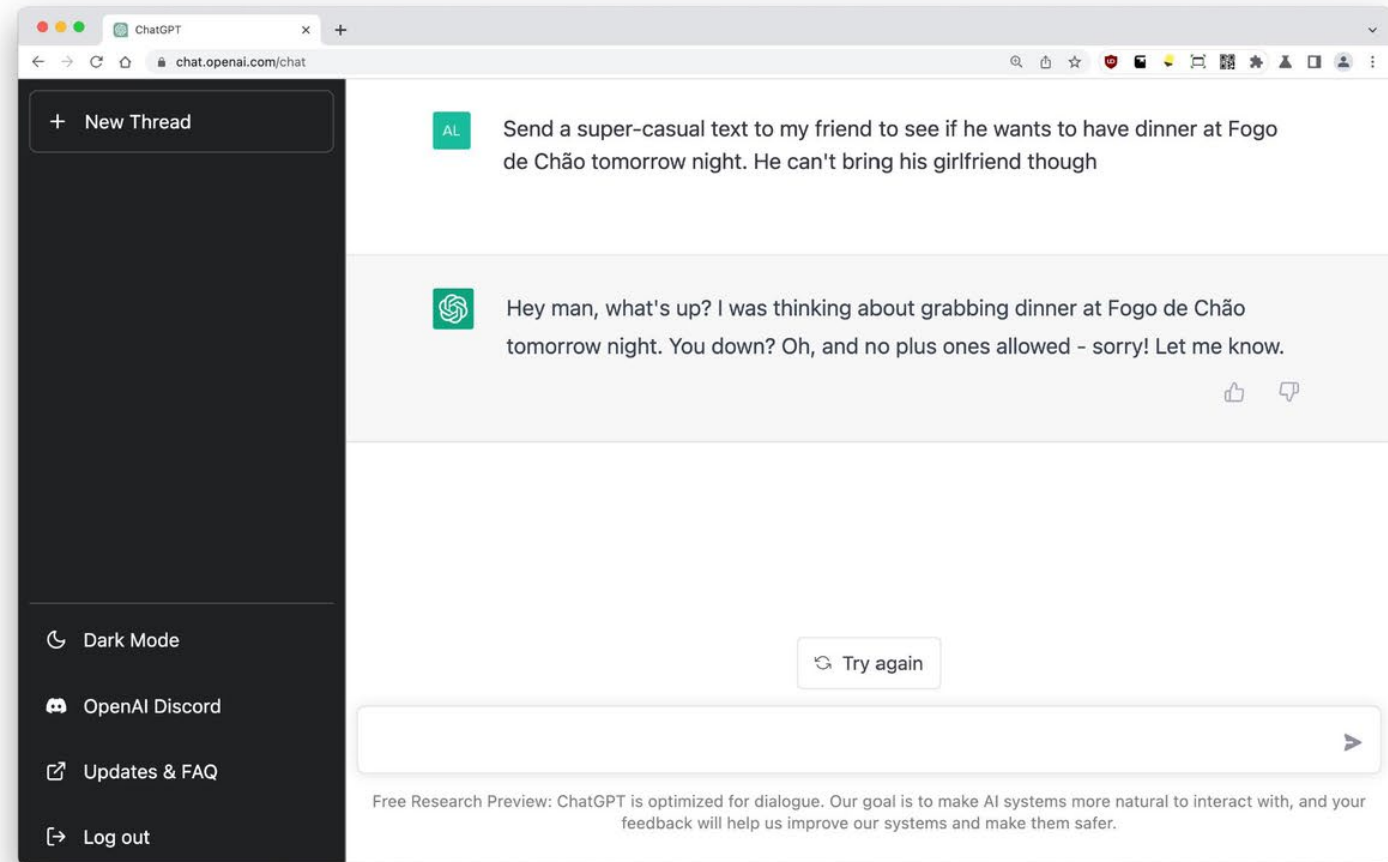 ChatGPT
chat.openai.com/chat
New Thread
AL
Send a super-casual text to my friend to see if he wants to have dinner at Fogo
de Chão tomorrow night. He can't bring his girlfriend though
Hey man, what's up? I was thinking about grabbing dinner at Fogo de Chão
tomorrow night. You down? Oh, and no plus ones allowed - sorry! Let me know.
Try again
Dark Mode
OpenAI Discord
Updates & FAQ
Log out
Free Research Preview: ChatGPT is optimized for dialogue. Our goal is to make AI systems more natural to interact with, and your
feedback will help us improve our systems and make them safer.